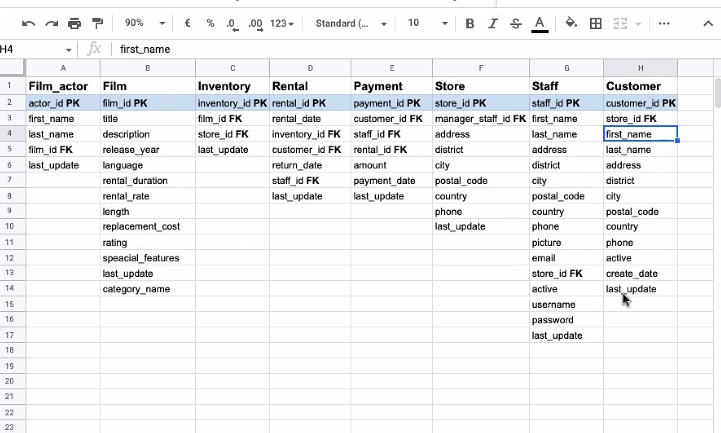 90% € % .0 .00 123 Standard (... 10 B I S A
H4 fx first_name
A B C D E F G H
1 Film_actor Film Inventory Rental Payment Store Staff Customer
2 actor_id PK film_id PK inventory_id PK rental_id PK payment_id PK store_id PK staff_id PK customer_id PK
3 first_name title film_id FK rental_date customer_id FK manager_staff_id FK first_name store_id FK
4 last_name description store_id FK inventory_id FK staff_id FK address last_name first_name
5 film_id FK release_year last_update customer_id FK rental_id FK district address last_name
6 last_update language return_date amount city district address
7 rental_duration staff_id FK payment_date postal_code city district
8 rental_rate last_update last_update country postal_code city
9 length phone country postal_code
10 replacement_cost last_update phone country
11 rating picture phone
12 speacial_features email active
13 last_update store_id FK create_date
14 category_name active last_update
15 username
16 password
17 last_update
18
19
20
21
22
23